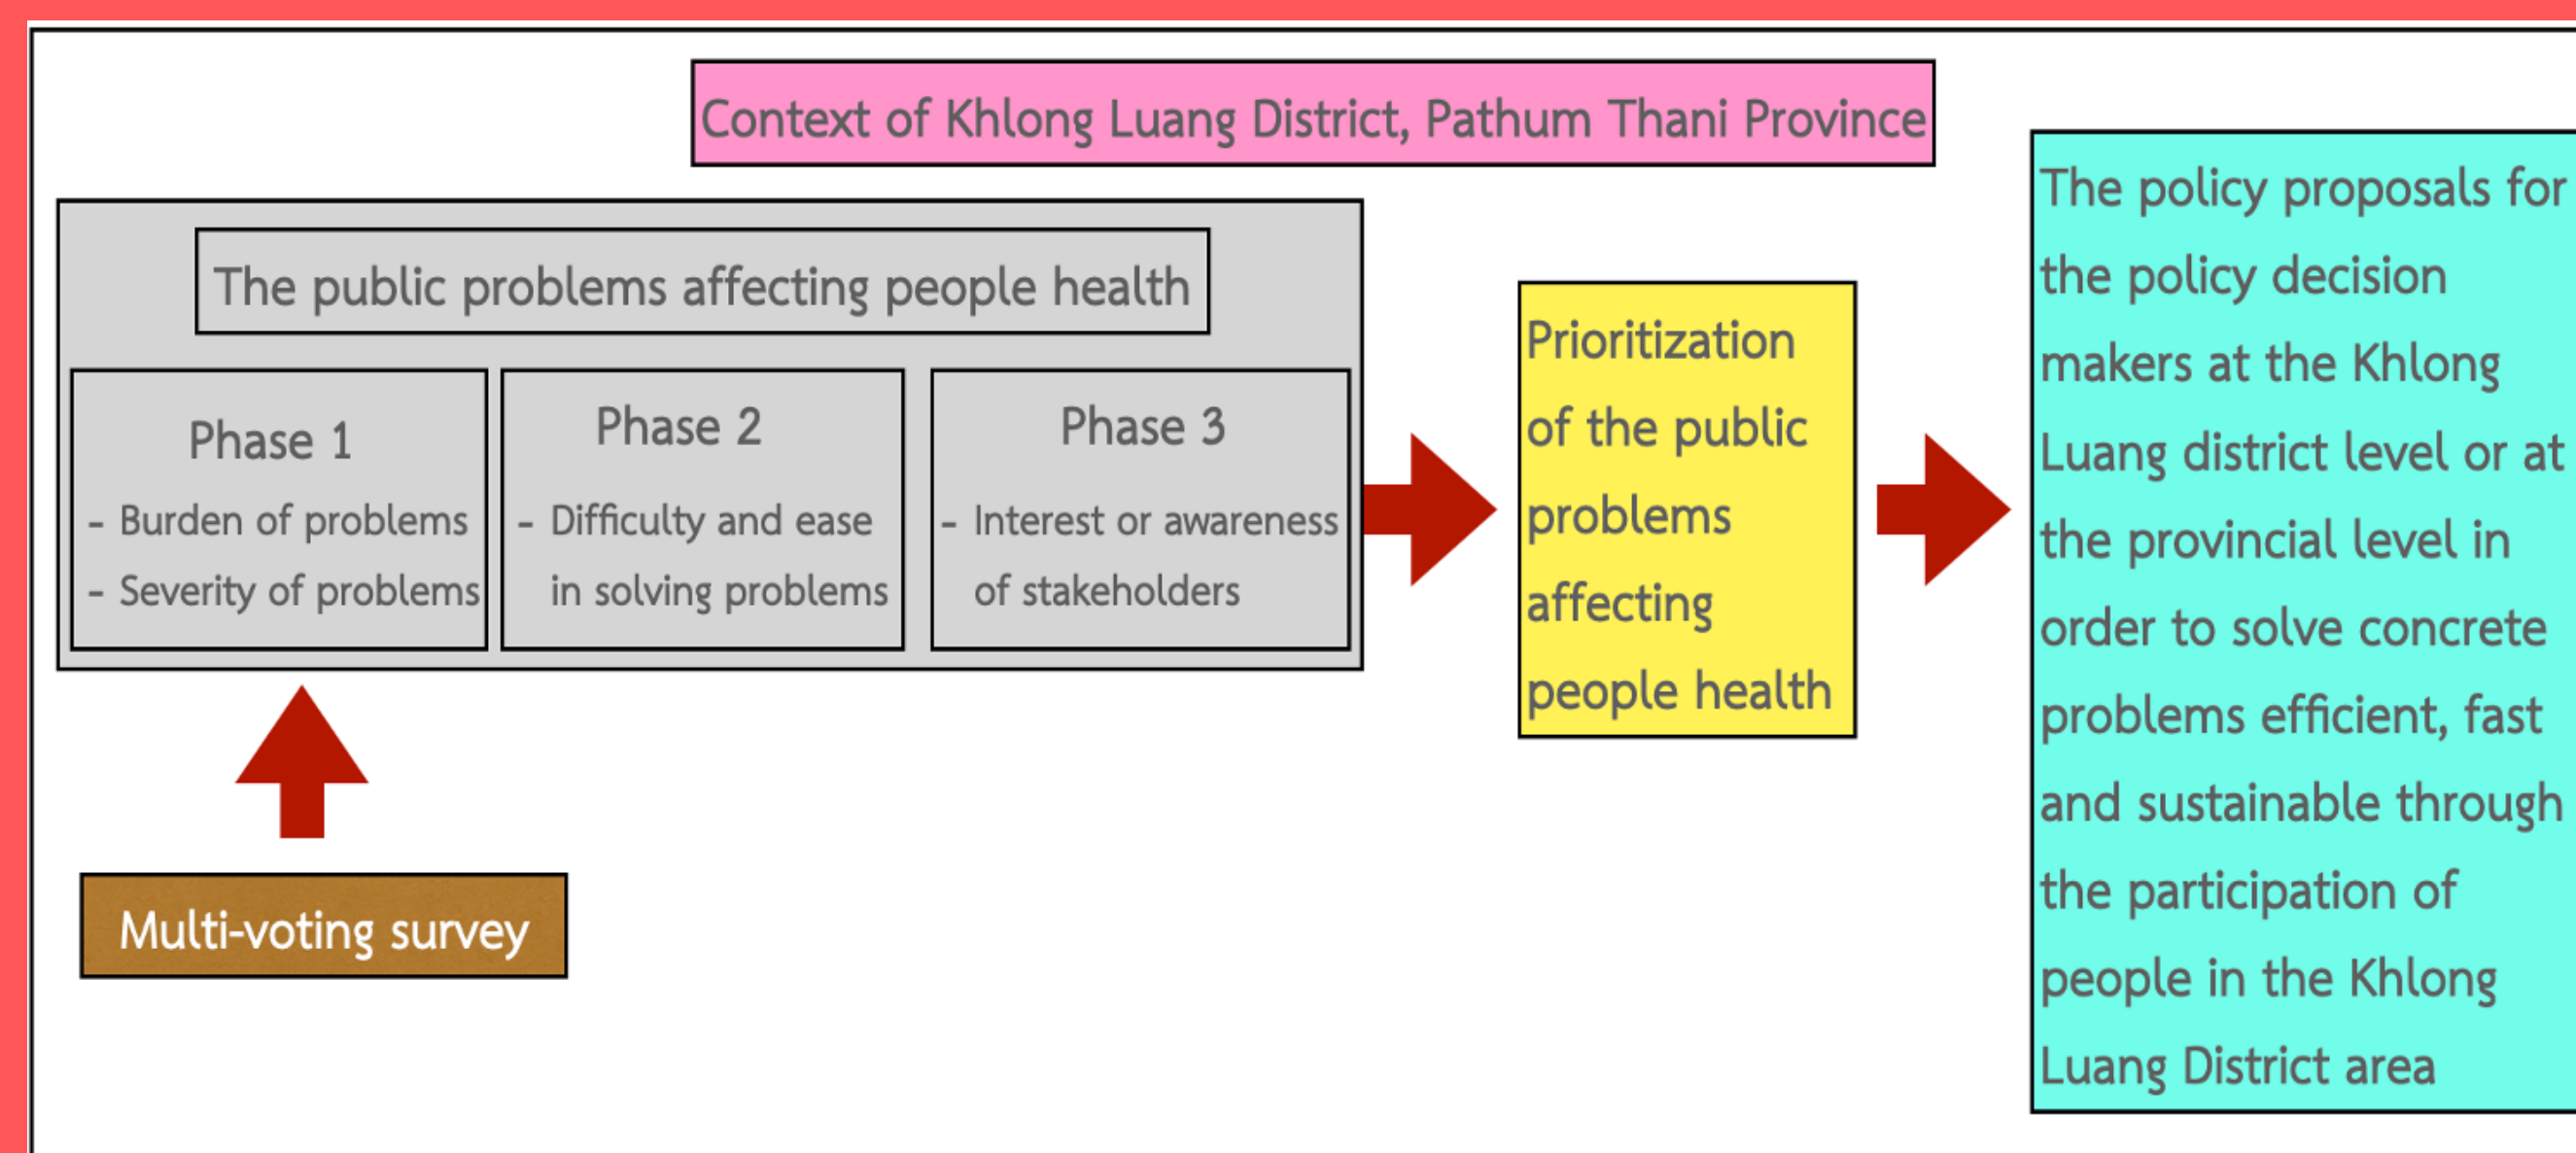 Context of Khlong Luang District, Pathum Thani Province
The public problems affecting people health
Phase 1
- Burden of problems
- Severity of problems
Phase 2
- Difficulty and ease
in solving problems
Phase 3
- Interest or awareness
of stakeholders
Multi-voting survey
Prioritization
of the public
problems
affecting
people health
The policy proposals for
the policy decision
makers at the Khlong
Luang district level or at
the provincial level in
order to solve concrete
problems efficient, fast
and sustainable through
the participation of
people in the Khlong
Luang District area